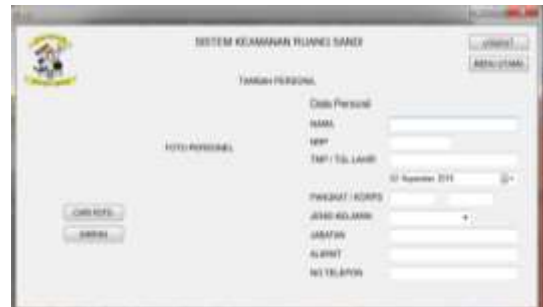 SISTEM KEAMANAN RUANG SANDI
LOGOUT
MENU UTAMA
TAMBAH PERSONIL
Data Personil
NAMA
NRP
FOTO PERSONEL
TMP / TGL LAHIR
PANGKAT / KORPS
CARI FOTO
JENIS KELAMIN
SIMPAN
JABATAN
ALAMAT
NO TELEPON